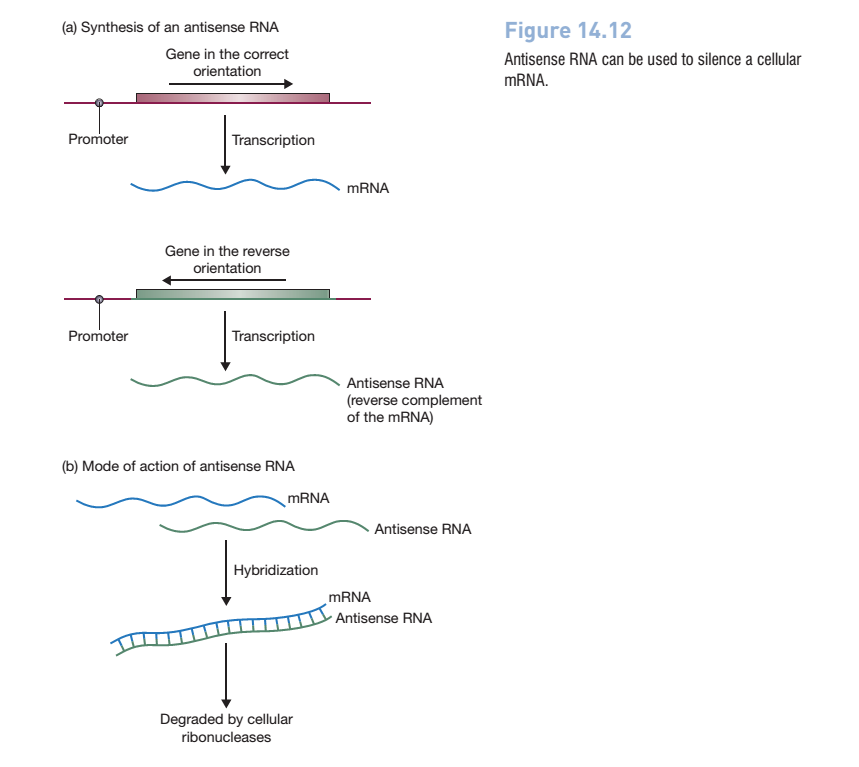 (a) Synthesis of an antisense RNA
Gene in the correct
orientation
Promoter
Transcription
mRNA
Gene in the reverse
orientation
Promoter
Transcription
Antisense RNA
(reverse complement
of the mRNA)
(b) Mode of action of antisense RNA
mRNA
Antisense RNA
Hybridization
mRNA
Antisense RNA
Degraded by cellular
ribonucleases
Figure 14.12
Antisense RNA can be used to silence a cellular
mRNA.